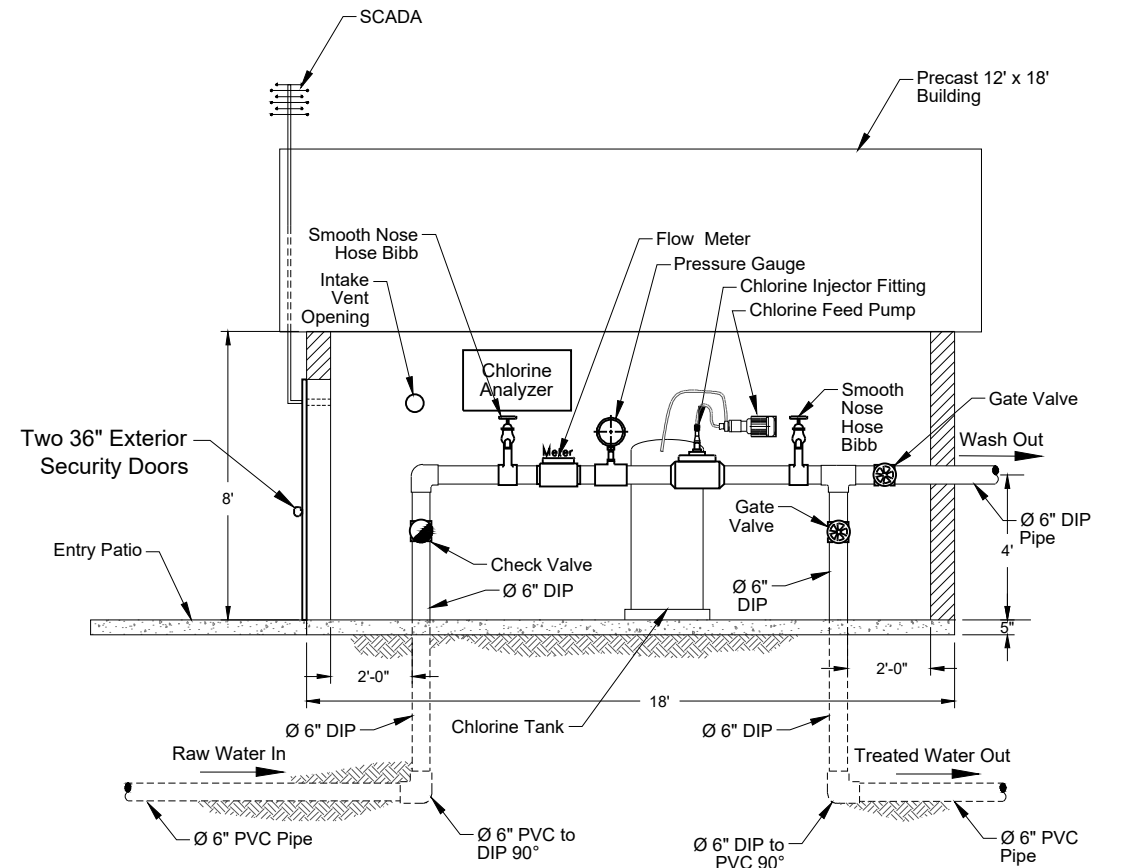 SCADA
Precast 12' x 18'
Building
Smooth Nose
Hose Bibb
Intake
Vent
Opening
Flow  Meter
Pressure Gauge
Chlorine Injector Fitting
Chlorine Feed Pump
Chlorine
Analyzer
Smooth
Nose
Hose
Bibb
Gate Valve
Wash Out
Two 36" Exterior
Security Doors
Meter
8'
Gate
Valve
Ø 6" DIP
Pipe
4'
Entry Patio
Check Valve
Ø 6" DIP
Ø 6"
DIP
5"
2'-0"
2'-0"
18'
Ø 6" DIP
Chlorine Tank
Ø 6" DIP
Raw Water In
Treated Water Out
Ø 6" PVC Pipe
Ø 6" PVC to
DIP 90°
Ø 6" DIP to
PVC 90°
Ø 6" PVC
Pipe